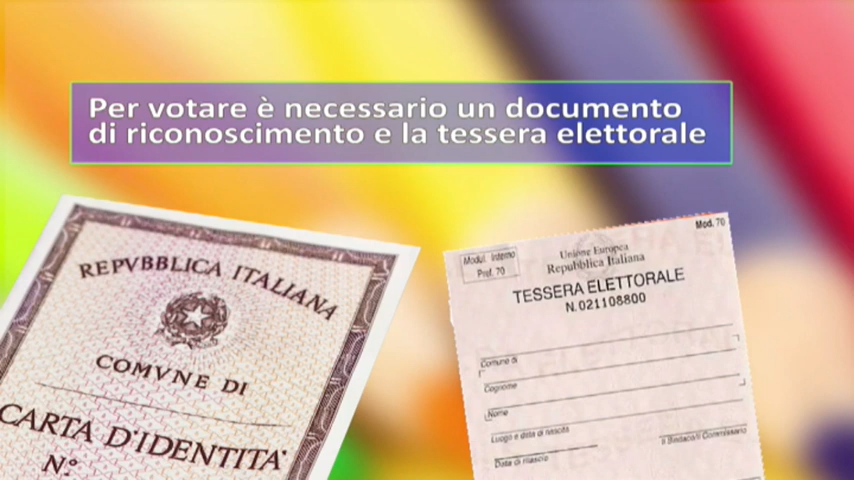 Per votare è necessario un documento
di riconoscimento e la tessera elettorale
REPVBBLICA ITALIANA
COMVNE DI
CARTA D'IDENTITA'
N.º
Modul. Interno
Pref. 70
Mod. 70
Unione Europea
Repubblica Italiana
TESSERA ELETTORALE
N.021108800
Comune di
Cognome
Nome
Luogo e data di nascita
Data di rilascio
Il Sindaco/Il Commissario